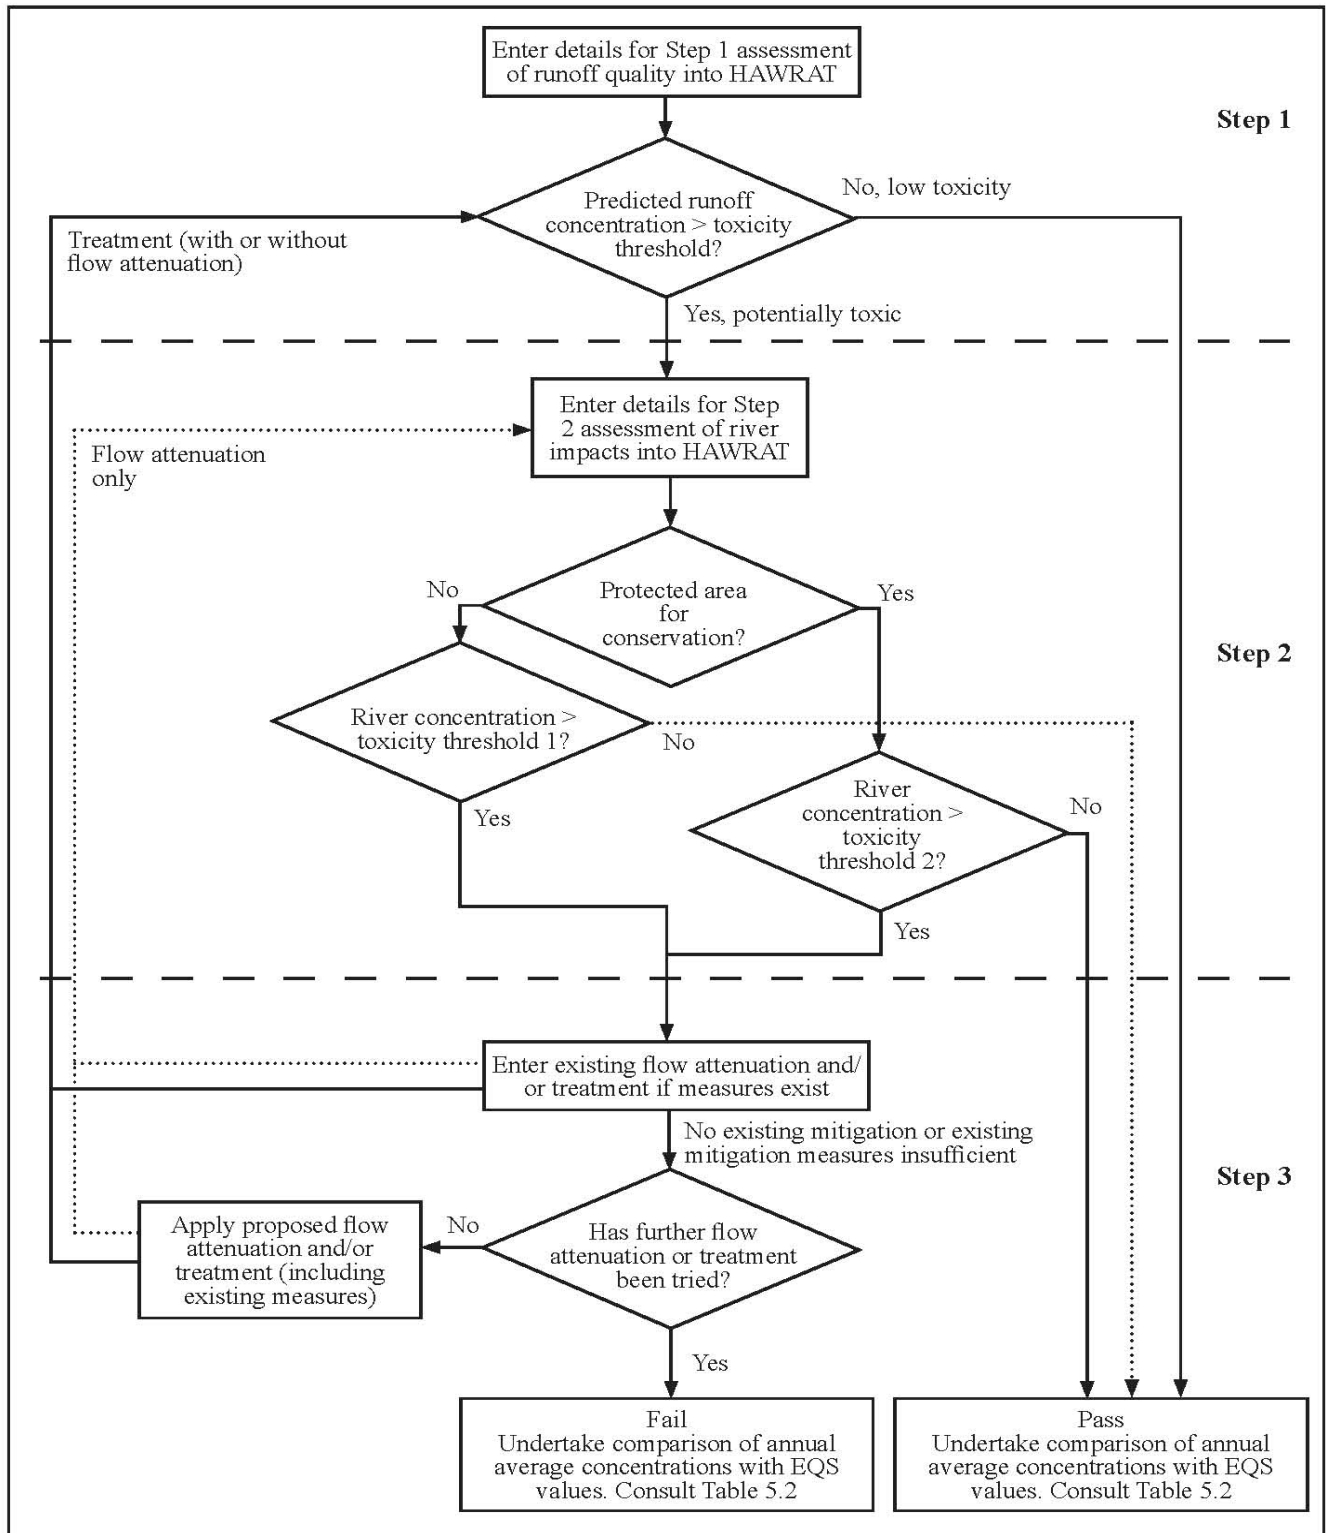 Enter details for Step 1 assessment
of runoff quality into HAWRAT
Step 1
No, low toxicity
Predicted runoff
concentration > toxicity
threshold?
Treatment (with or without
flow attenuation)
Yes, potentially toxic
Enter details for Step
2 assessment of river
impacts into HAWRAT
Flow attenuation
only
No
Protected area
for
conservation?
Yes
Step 2
River concentration >
toxicity threshold 1?
No
River
concentration >
toxicity
threshold 2?
No
Yes
Yes
Enter existing flow attenuation and/
or treatment if measures exist
No existing mitigation or existing
mitigation measures insufficient
Step 3
Apply proposed flow
attenuation and/or
treatment (including
existing measures)
No
Has further flow
attenuation or treatment
been tried?
Yes
Fail
Undertake comparison of annual
average concentrations with EQS
values. Consult Table 5.2
Pass
Undertake comparison of annual
average concentrations with EQS
values. Consult Table 5.2